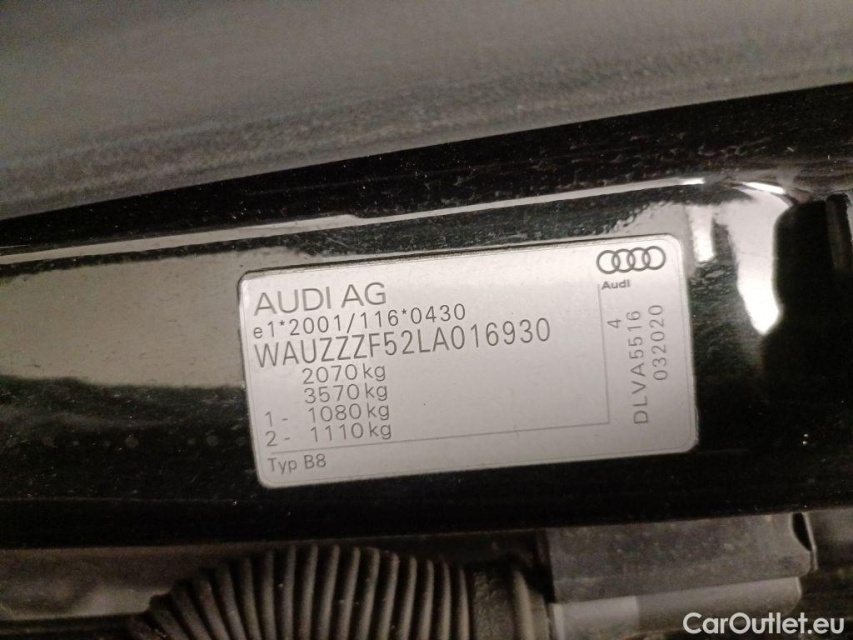 AUDI AG
e1*2001/116*0430
WAUZZZF52LA016930
2070 kg
3570 kg
1 - 1080 kg
2 - 1110 kg
Typ B8
Audi
4
DLVA5516
032020
CarOutlet.eu